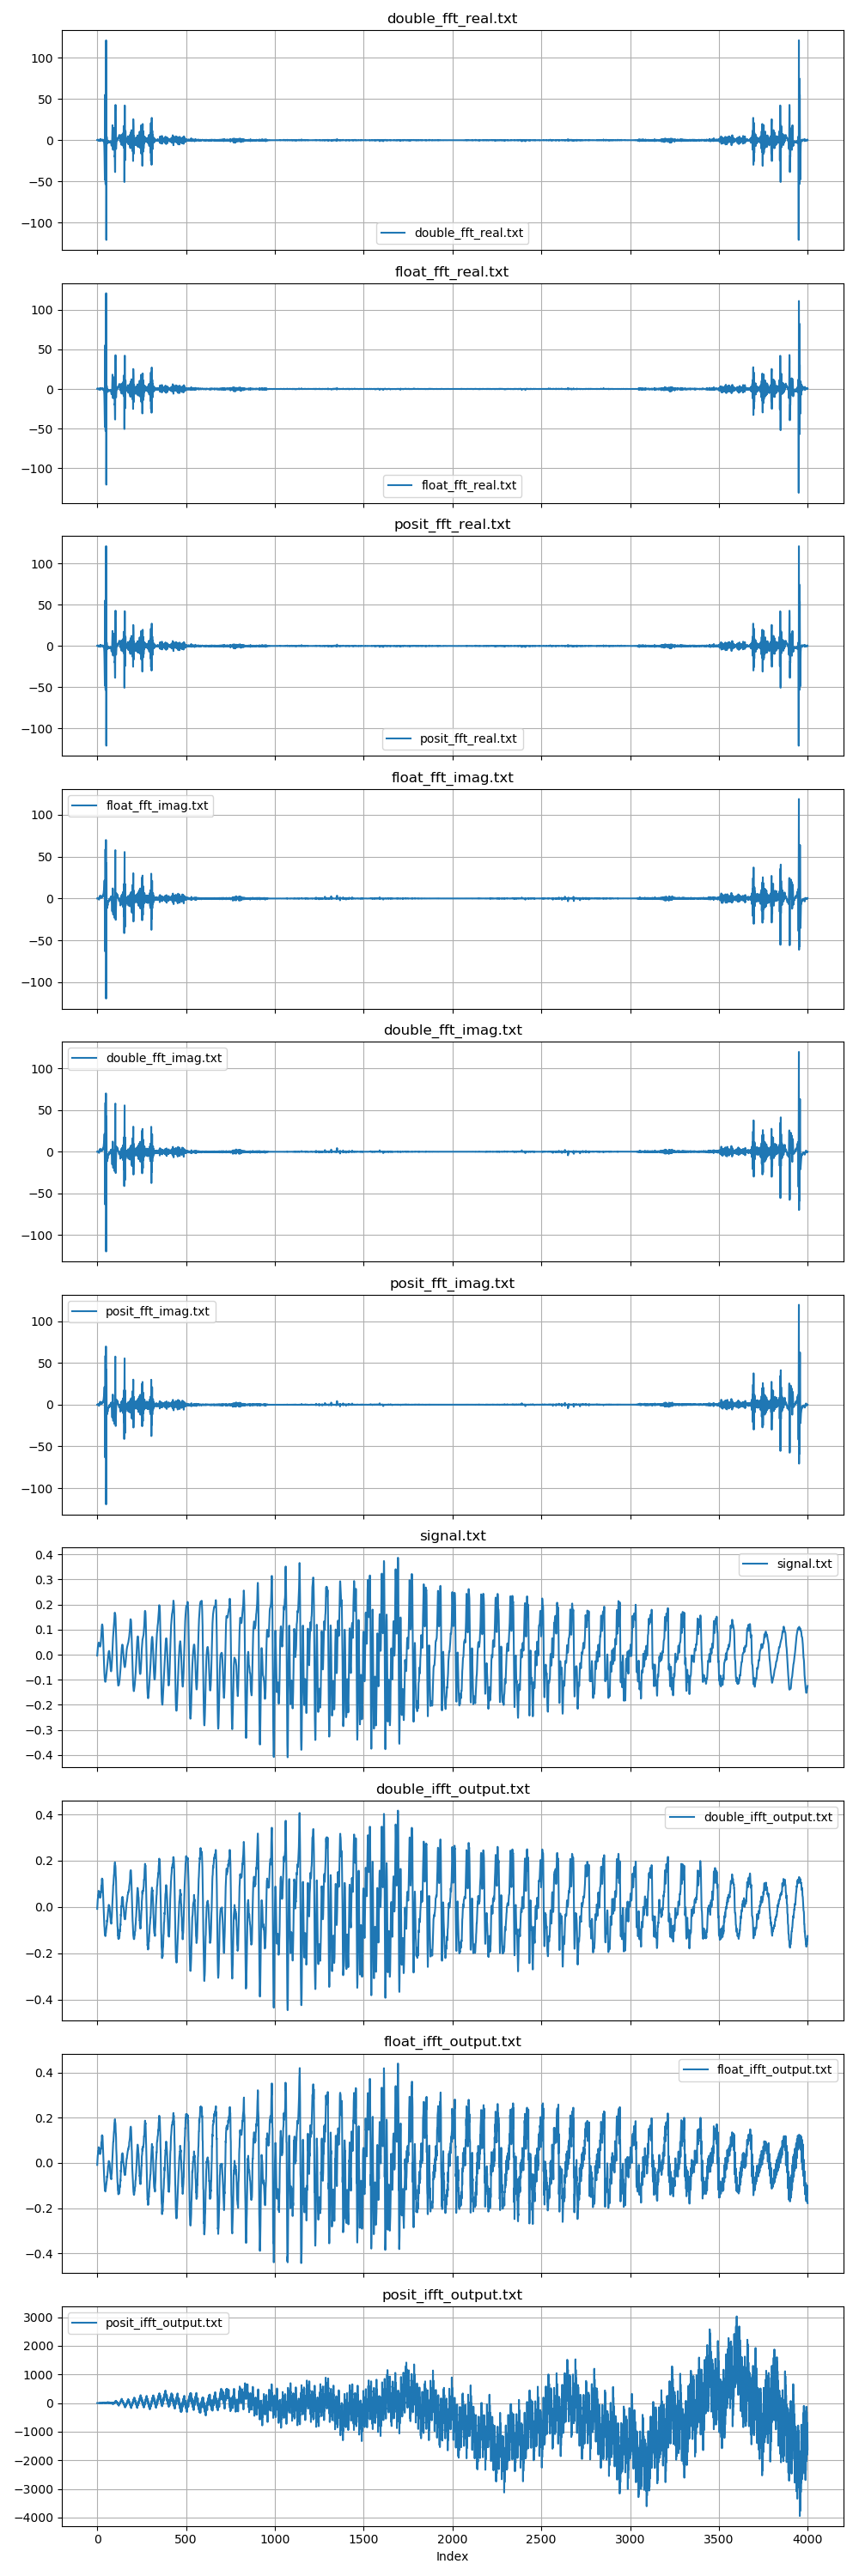 double_fft_real.txt
100
50
0
−50
−100
double_fft_real.txt
float_fft_real.txt
100
50
0
−50
−100
float_fft_real.txt
posit_fft_real.txt
100
50
0
−50
−100
posit_fft_real.txt
float_fft_imag.txt
float_fft_imag.txt
100
50
0
−50
−100
double_fft_imag.txt
double_fft_imag.txt
100
50
0
−50
−100
posit_fft_imag.txt
posit_fft_imag.txt
100
50
0
−50
−100
signal.txt
signal.txt
0.4
0.3
0.2
0.1
0.0
−0.1
−0.2
−0.3
−0.4
double_ifft_output.txt
double_ifft_output.txt
0.4
0.2
0.0
−0.2
−0.4
float_ifft_output.txt
float_ifft_output.txt
0.4
0.2
0.0
−0.2
−0.4
posit_ifft_output.txt
posit_ifft_output.txt
3000
2000
1000
0
−1000
−2000
−3000
−4000
0 500 1000 1500 2000 2500 3000 3500 4000
Index